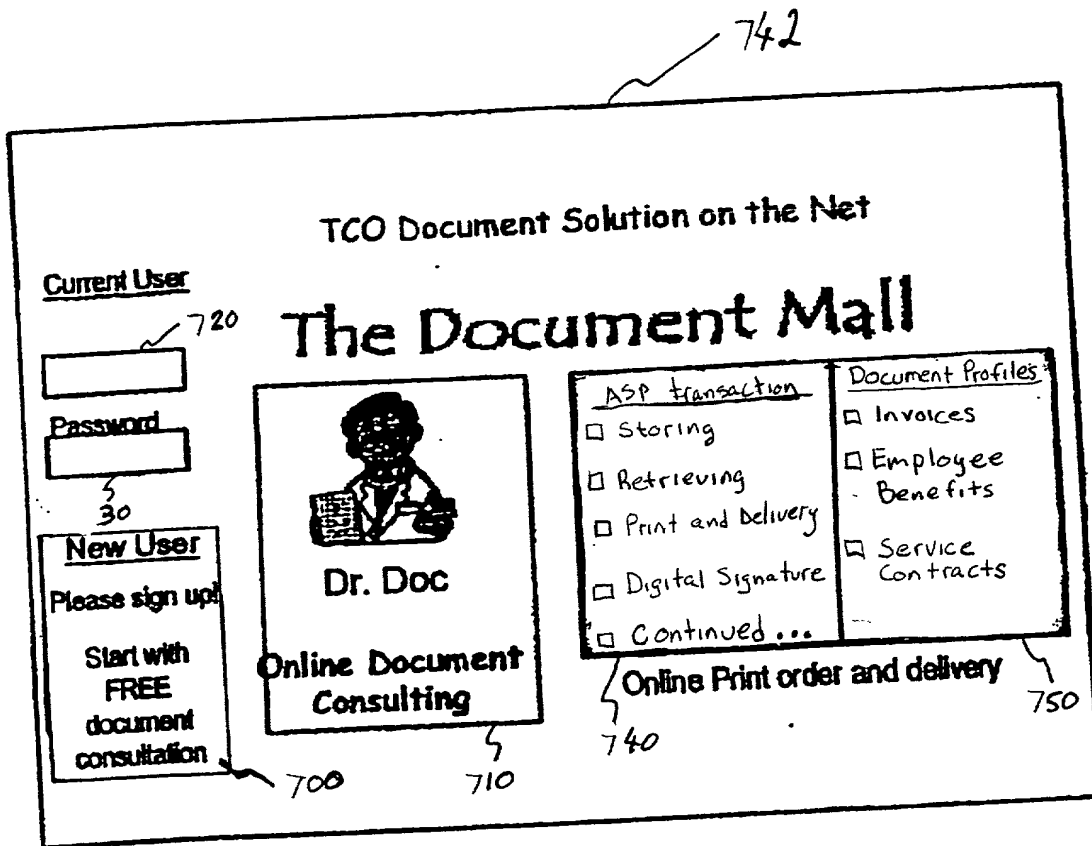 742
TCO Document Solution on the Net
The Document Mall
Current User
720
Password
30
New User
Please sign up!
Start with
FREE
document
consultation
700
Dr. Doc
Online Document
Consulting
710
ASP transaction
Storing
Retrieving
Print and Delivery
Digital Signature
Continued ...
740
Document Profiles
Invoices
Employee
Benefits
Service
Contracts
750
Online Print order and delivery